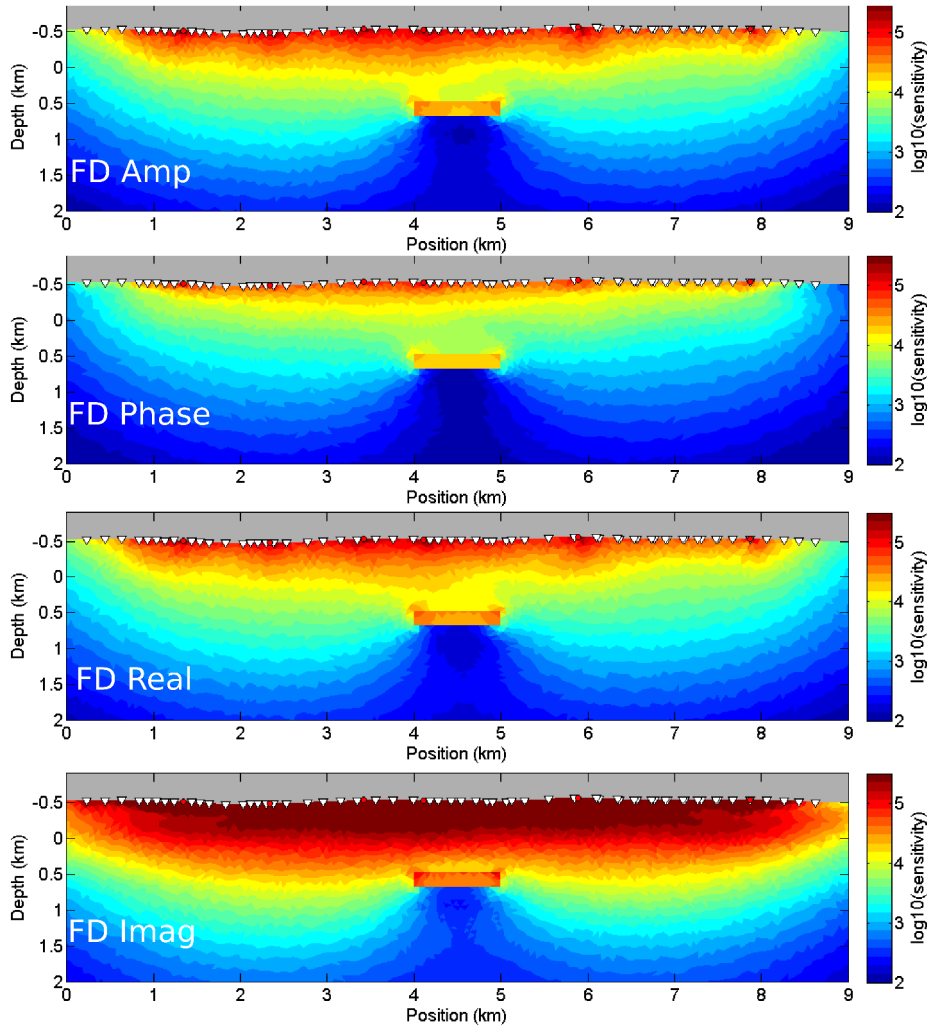 -0.5
0
0.5
1
1.5
2
Depth (km)
FD Amp
0 1 2 3 4 5 6 7 8 9
Position (km)
5
4
3
2
log10(sensitivity)
-0.5
0
0.5
1
1.5
2
Depth (km)
FD Phase
0 1 2 3 4 5 6 7 8 9
Position (km)
5
4
3
2
log10(sensitivity)
-0.5
0
0.5
1
1.5
2
Depth (km)
FD Real
0 1 2 3 4 5 6 7 8 9
Position (km)
5
4
3
2
log10(sensitivity)
-0.5
0
0.5
1
1.5
2
Depth (km)
FD Imag
0 1 2 3 4 5 6 7 8 9
Position (km)
5
4
3
2
log10(sensitivity)